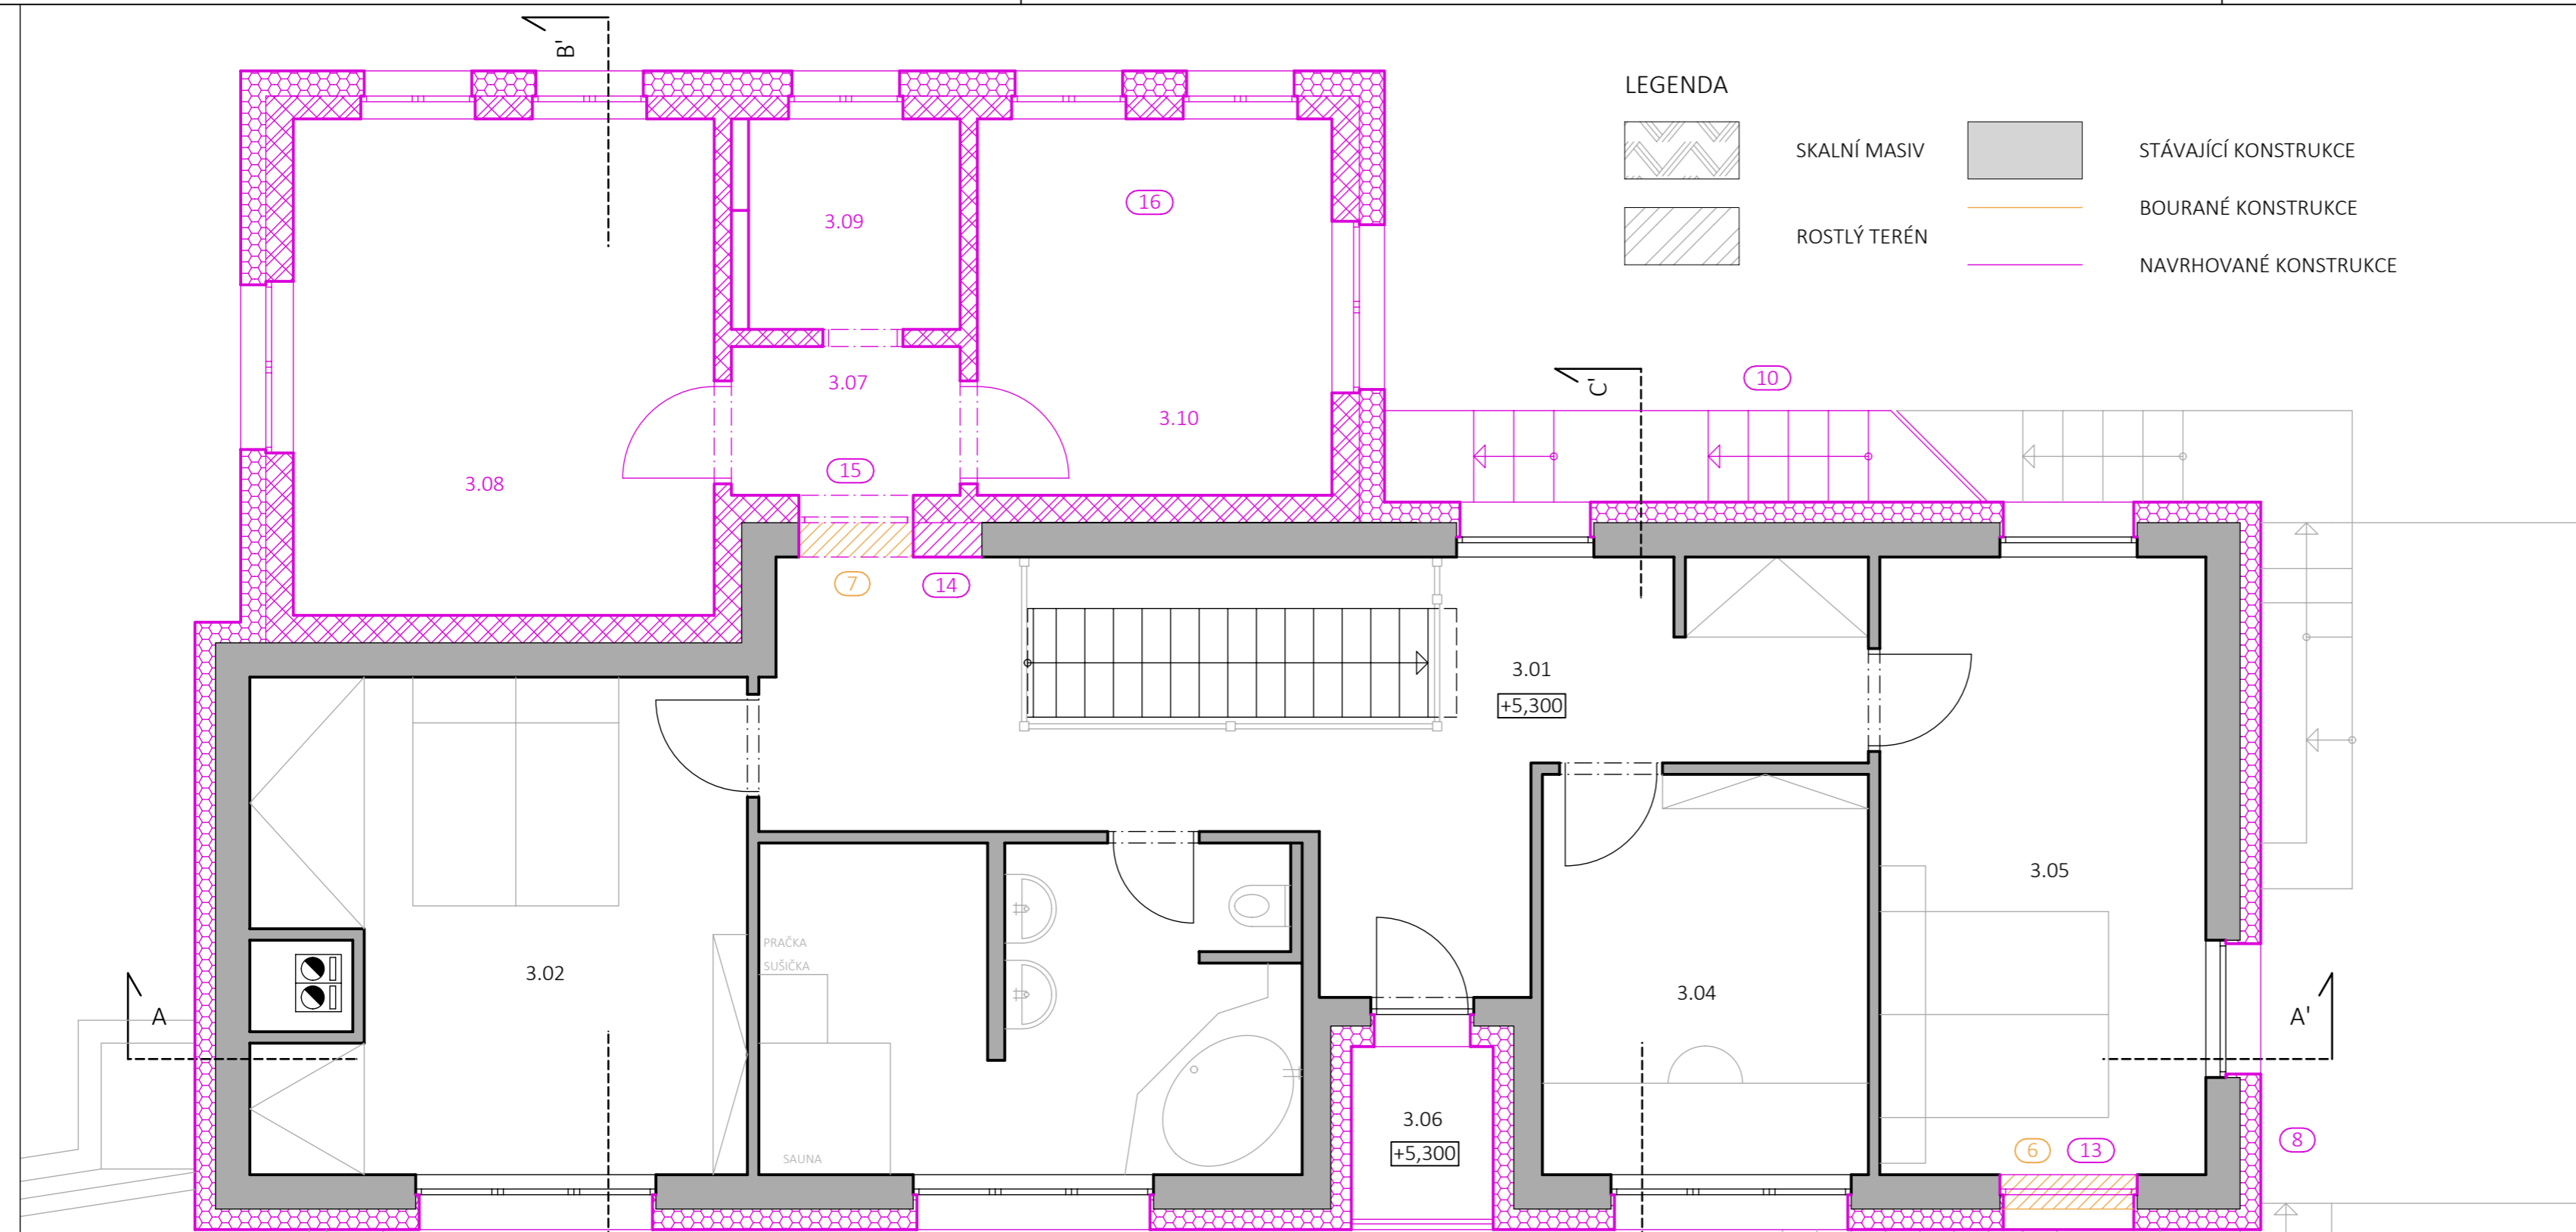 B'
LEGENDA
SKALNÍ MASIV
STÁVAJÍCÍ KONSTRUKCE
16
BOURANÉ KONSTRUKCE
3.09
ROSTLÝ TERÉN
NAVRHOVANÉ KONSTRUKCE
3.07
C'
10
3.10
15
3.08
7
14
3.01
+5,300
3.05
PRAČKA
SUŠIČKA
3.02
3.04
A
A'
3.06
8
+5,300
6
13
SAUNA